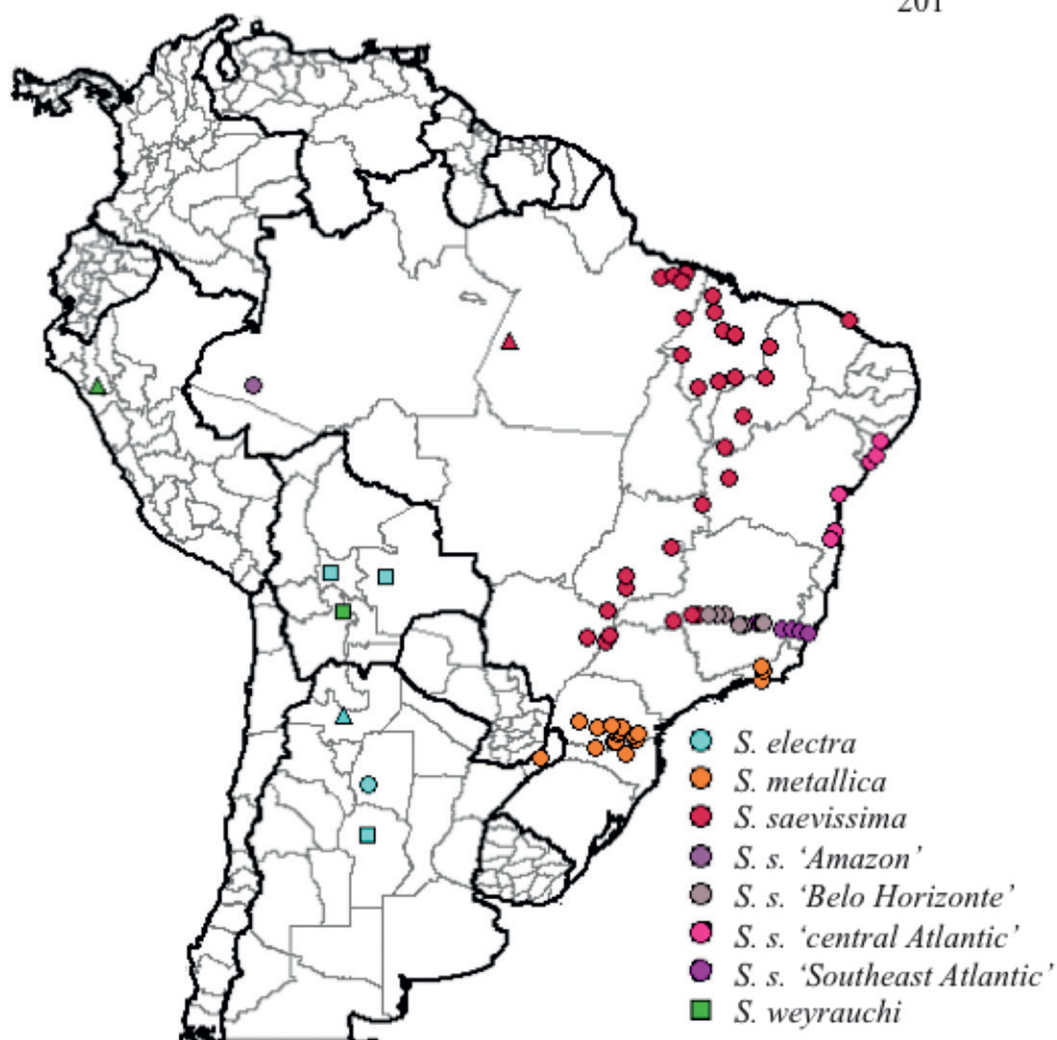 201
S. electra
S. metallica
S. saevissima
S. s. ‘Amazon’
S. s. ‘Belo Horizonte’
S. s. ‘central Atlantic’
S. s. ‘Southeast Atlantic’
S. weyrauchi